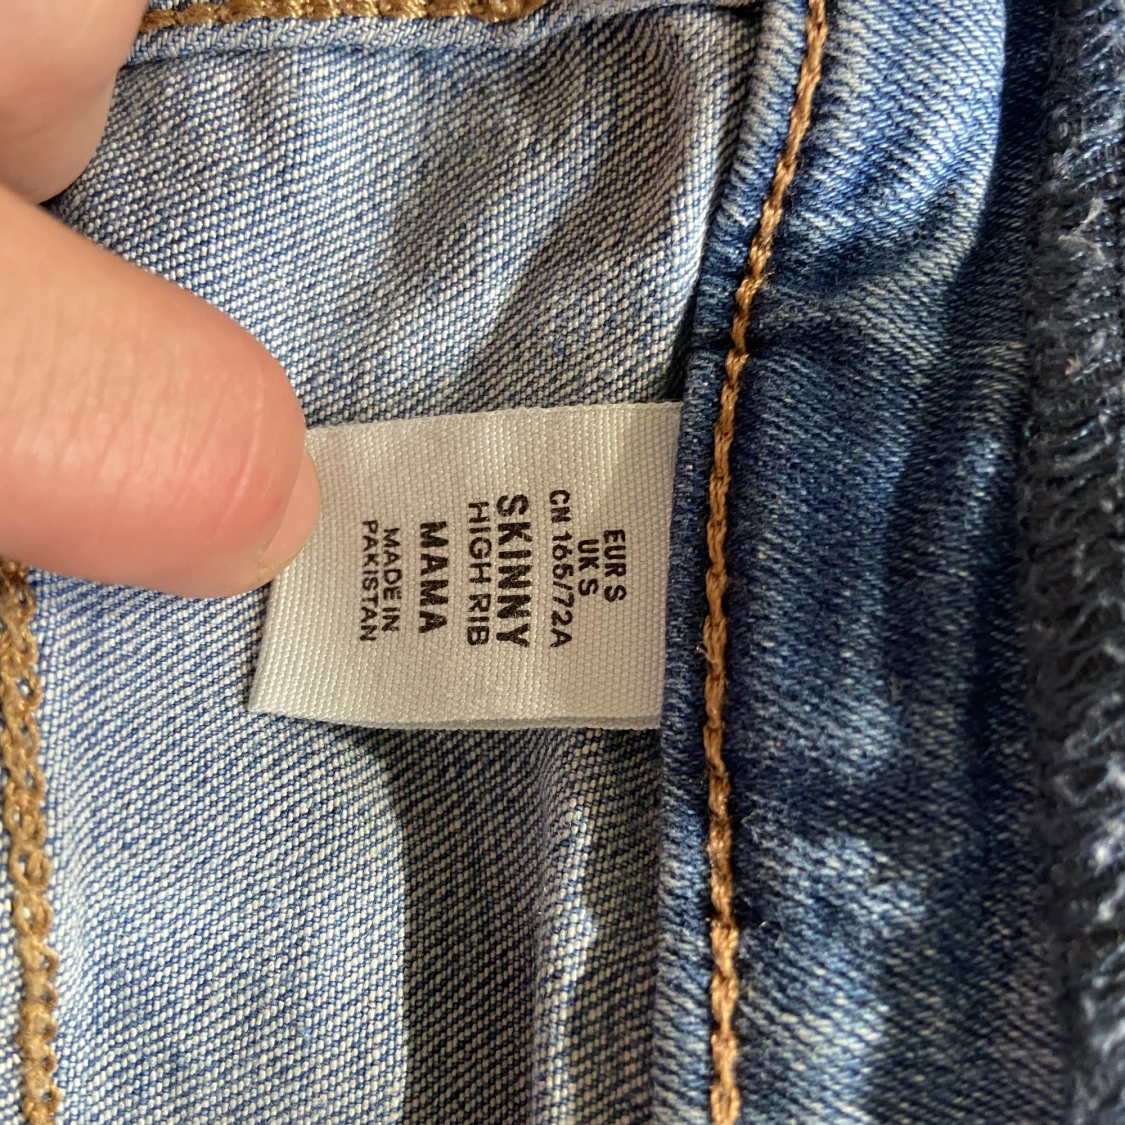 EUR S
UK S
CN 165/72A
SKINNY
HIGH RIB
MAMA
MADE IN
PAKISTAN